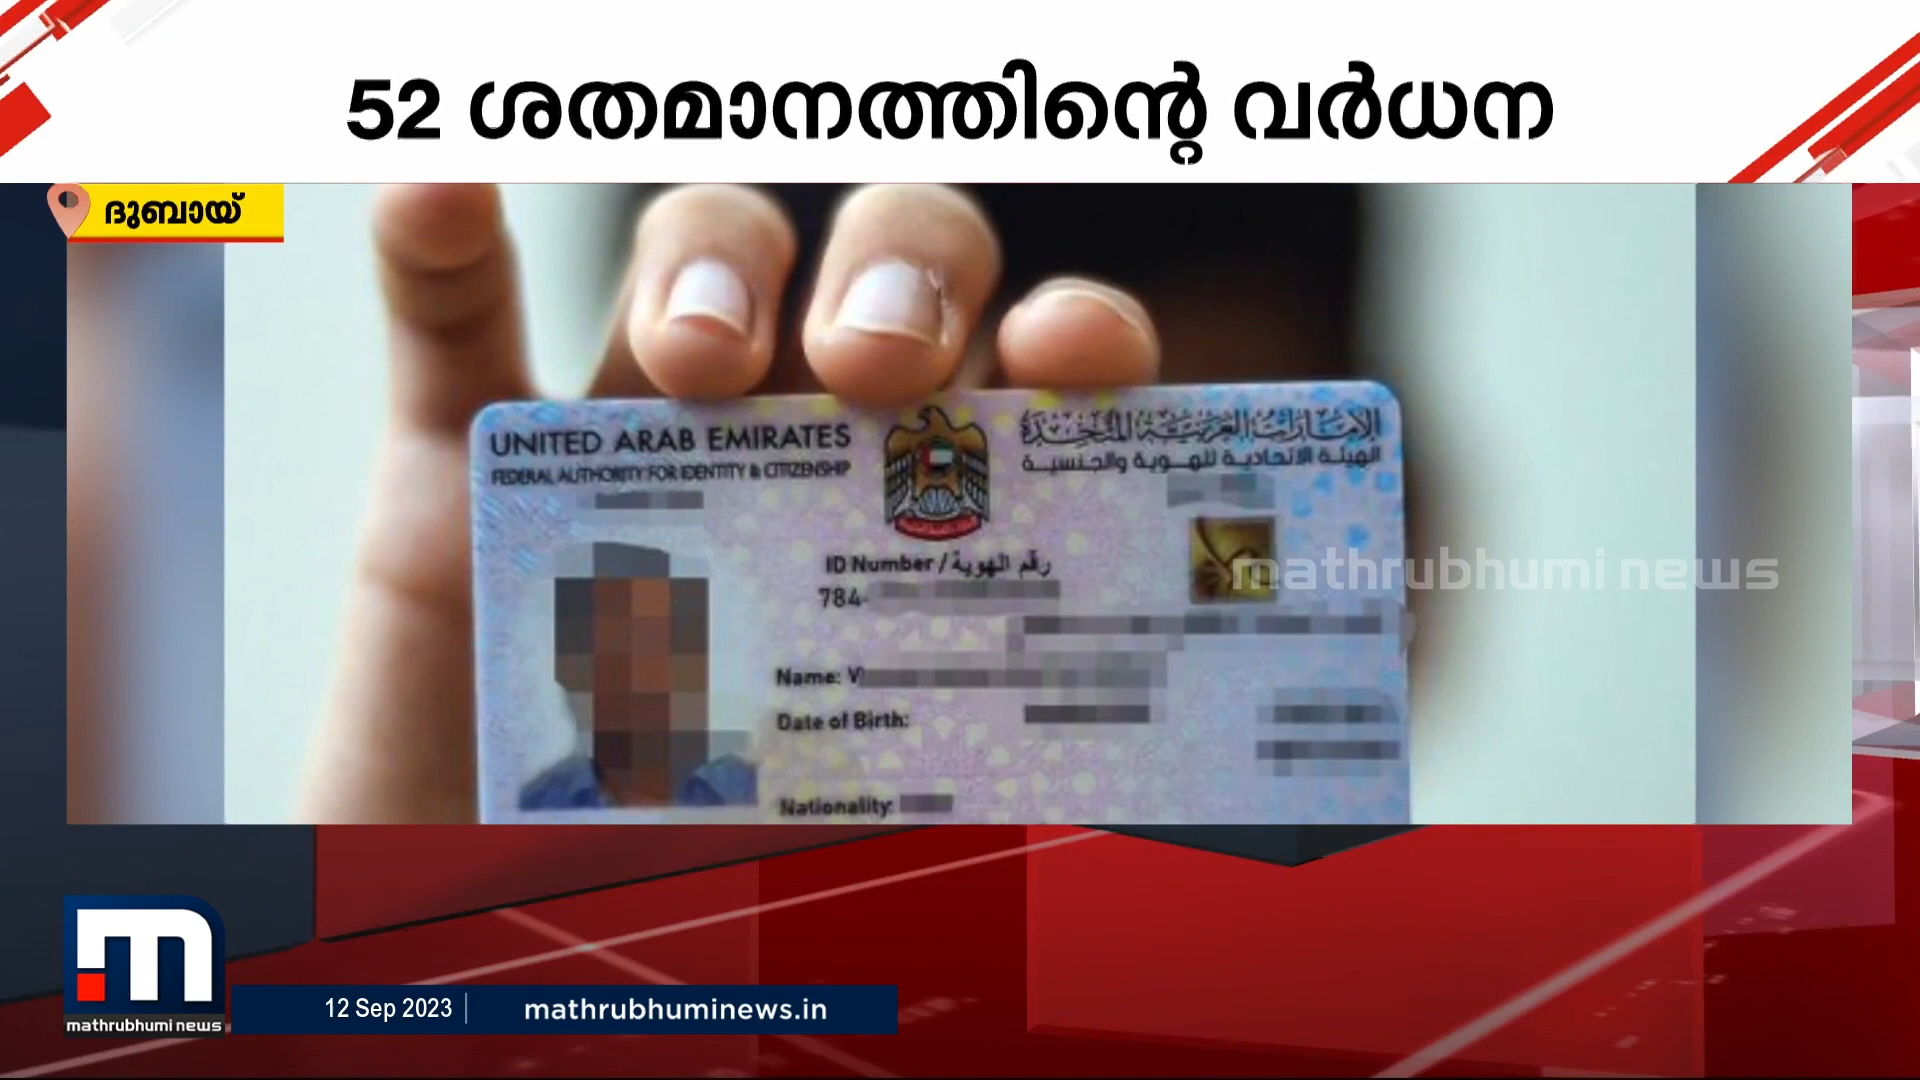 52 ശതമാനത്തിന്റെ വർധന
ദുബായ്
UNITED ARAB EMIRATES
FEDERAL AUTHORITY FOR IDENTITY & CITIZENSHIP
الإمارات العربية المتحدة
الهيئة الاتحادية للهوية والجنسية
ID Number / رقم الهوية
784-
mathrubhumi news
Name: V
Date of Birth:
Nationality:
mathrubhumi news
12 Sep 2023
mathrubhuminews.in